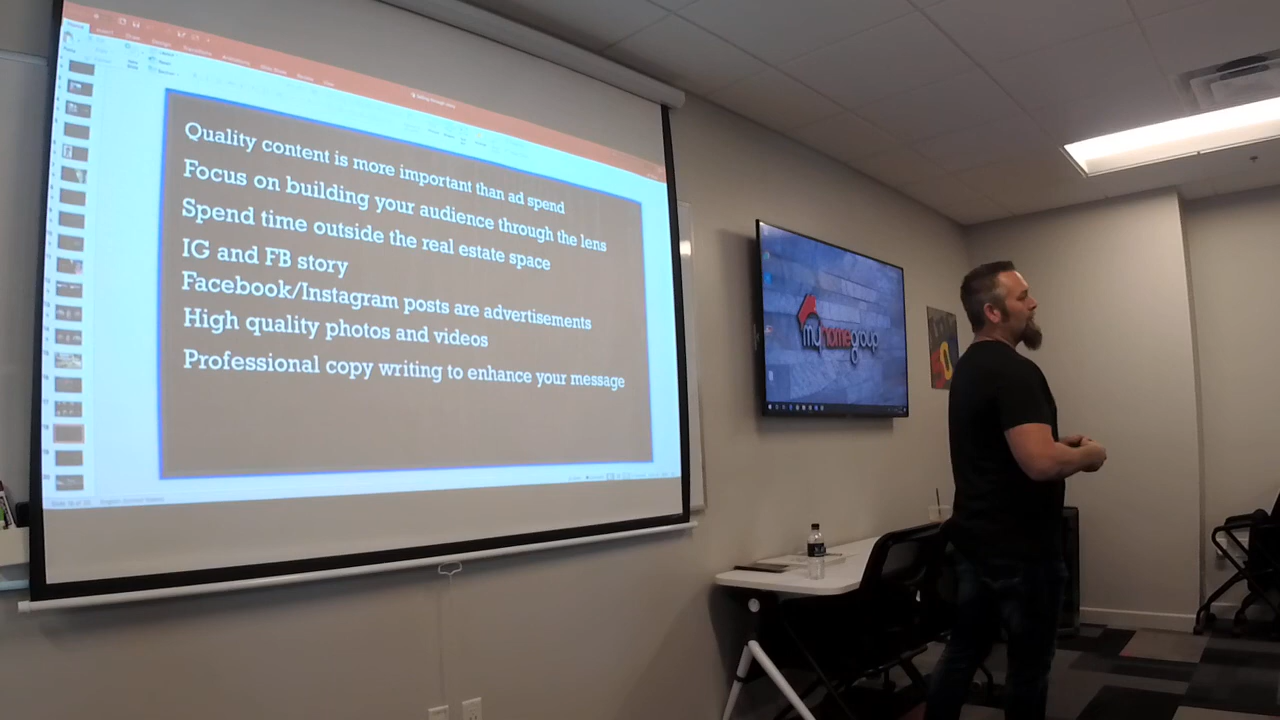 Quality content is more important than ad spend
Focus on building your audience through the lens
Spend time outside the real estate space
IG and FB story
Facebook/Instagram posts are advertisements
High quality photos and videos
Professional copy writing to enhance your message
myhomegroup